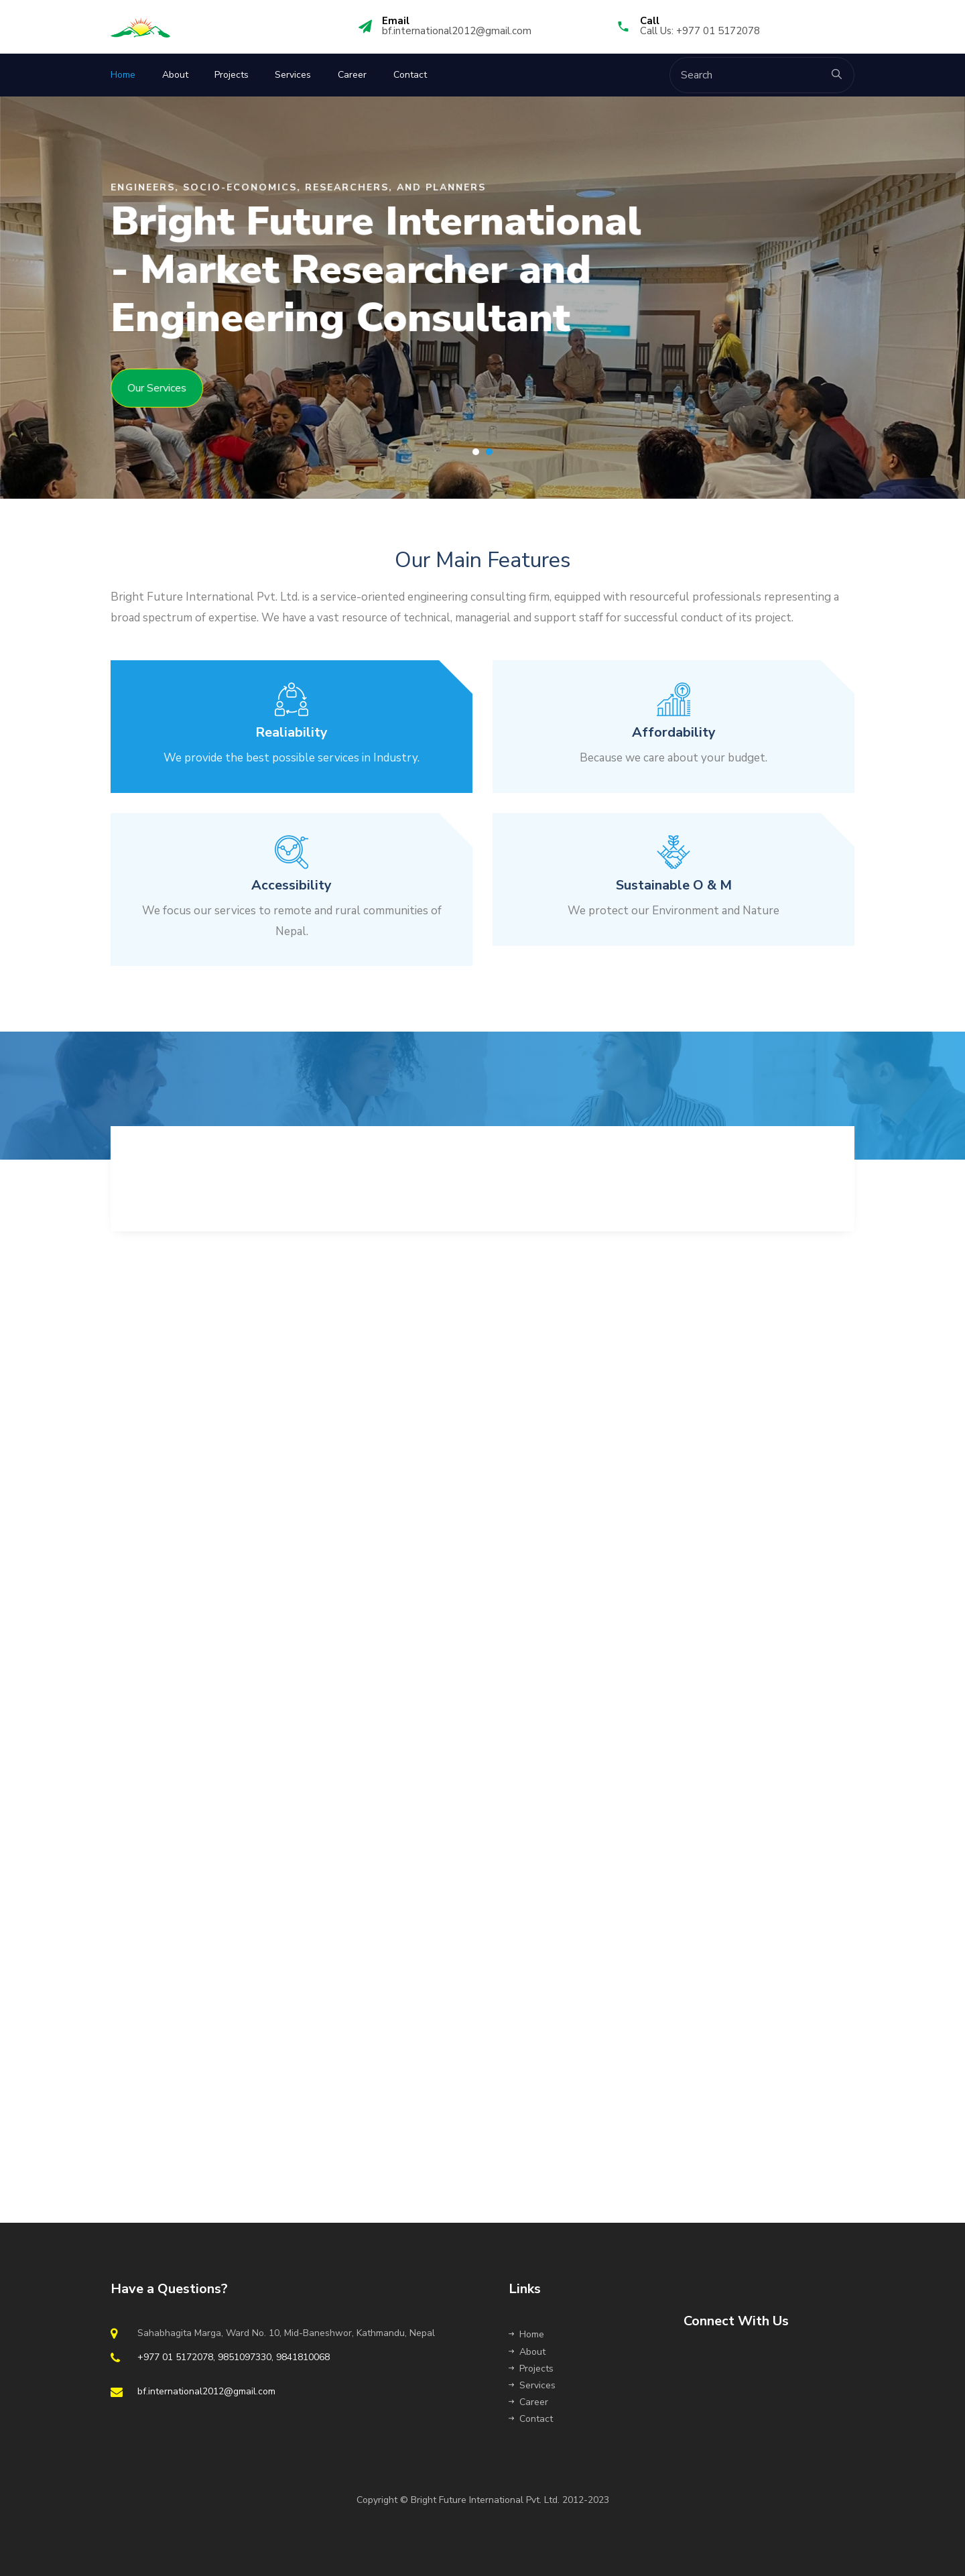 Email
bf.international2012@gmail.com
Call
Call Us: +977 01 5172078
Home
About
Projects
Services
Career
Contact
Search
ENGINEERS, SOCIO-ECONOMICS, RESEARCHERS, AND PLANNERS
Bright Future International
- Market Researcher and
Engineering Consultant
Our Services
Our Main Features
Bright Future International Pvt. Ltd. is a service-oriented engineering consulting firm, equipped with resourceful professionals representing a
broad spectrum of expertise. We have a vast resource of technical, managerial and support staff for successful conduct of its project.
Realiability
We provide the best possible services in Industry.
Affordability
Because we care about your budget.
Accessibility
We focus our services to remote and rural communities of
Nepal.
Sustainable O & M
We protect our Environment and Nature
Have a Questions?
Sahabhagita Marga, Ward No. 10, Mid-Baneshwor, Kathmandu, Nepal
+977 01 5172078, 9851097330, 9841810068
bf.international2012@gmail.com
Links
Home
About
Projects
Services
Career
Contact
Connect With Us
Copyright © Bright Future International Pvt. Ltd. 2012-2023